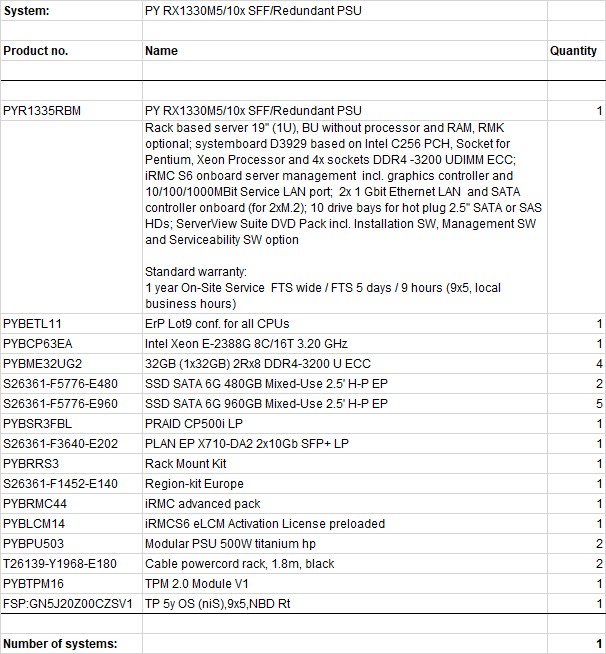 System: PY RX1330M5/10x SFF/Redundant PSU
Product no. Name Quantity
PYR1335RBM PY RX1330M5/10x SFF/Redundant PSU 1
Rack based server 19" (1U), BU without processor and RAM, RMK
optional; systemboard D3929 based on Intel C256 PCH, Socket for
Pentium, Xeon Processor and 4x sockets DDR4 -3200 UDIMM ECC;
iRMC S6 onboard server management incl. graphics controller and
10/100/1000MBit Service LAN port; 2x 1 Gbit Ethernet LAN and SATA
controller onboard (for 2xM.2); 10 drive bays for hot plug 2.5" SATA or SAS
HDs; ServerView Suite DVD Pack incl. Installation SW, Management SW
and Serviceability SW option
Standard warranty:
1 year On-Site Service FTS wide / FTS 5 days / 9 hours (9x5, local
business hours)
PYBETL11 ErP Lot9 conf. for all CPUs 1
PYBCP63EA Intel Xeon E-2388G 8C/16T 3.20 GHz 1
PYBME32UG2 32GB (1x32GB) 2Rx8 DDR4-3200 U ECC 4
S26361-F5776-E480 SSD SATA 6G 480GB Mixed-Use 2.5' H-P EP 2
S26361-F5776-E960 SSD SATA 6G 960GB Mixed-Use 2.5' H-P EP 5
PYBSR3FBL PRAID CP500i LP 1
S26361-F3640-E202 PLAN EP X710-DA2 2x10Gb SFP+ LP 1
PYBRRS3 Rack Mount Kit 1
S26361-F1452-E140 Region-kit Europe 1
PYBRMC44 iRMC advanced pack 1
PYBLCM14 iRMCS6 eLCM Activation License preloaded 1
PYBPU503 Modular PSU 500W titanium hp 2
T26139-Y1968-E180 Cable powercord rack, 1.8m, black 2
PYBTPM16 TPM 2.0 Module V1 1
FSP:GN5J20Z00CZSV1 TP 5y OS (niS),9x5,NBD Rt 1
Number of systems: 1